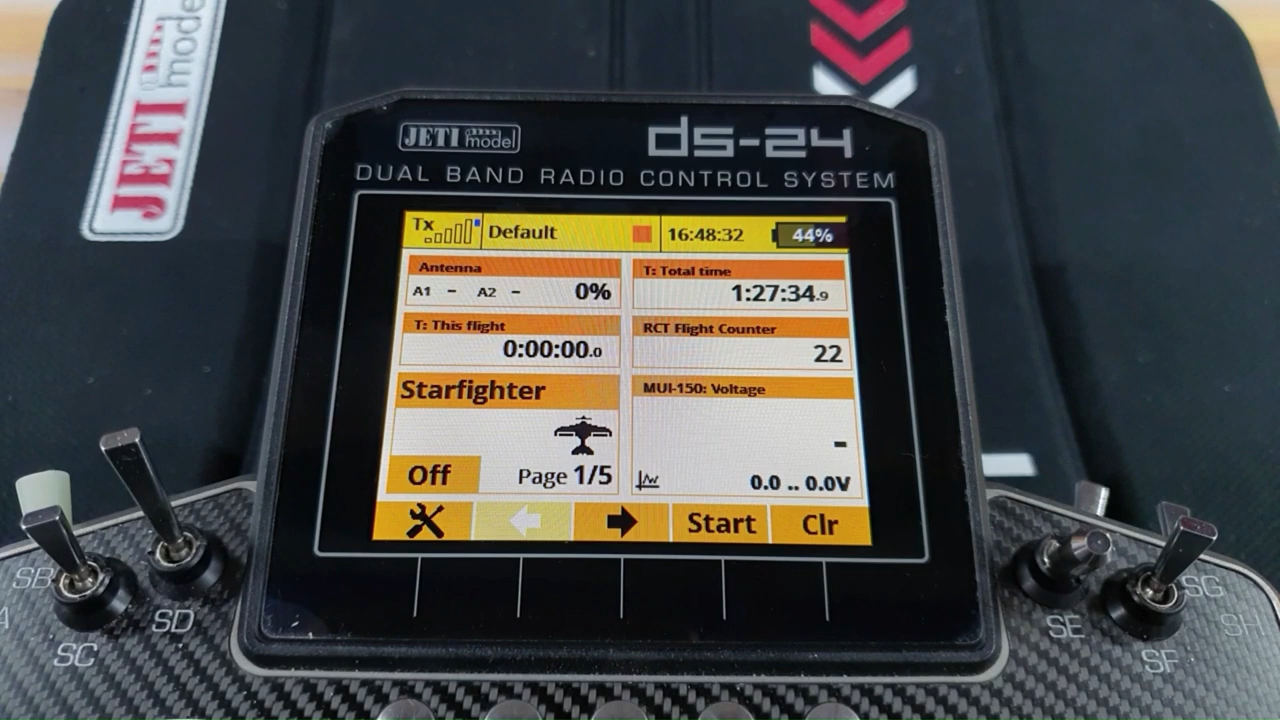 JETI model
JETI model
ds-24
DUAL BAND RADIO CONTROL SYSTEM
Tx Default 16:48:32 44%
Antenna
A1 - A2 - 0%
T: Total time
1:27:34.9
T: This flight
0:00:00.0
RCT Flight Counter
22
Starfighter
Off Page 1/5
MUI-150: Voltage
-
0.0 .. 0.0V
Start Clr
SB
A
SC
SD
SE
SF
SG
SH